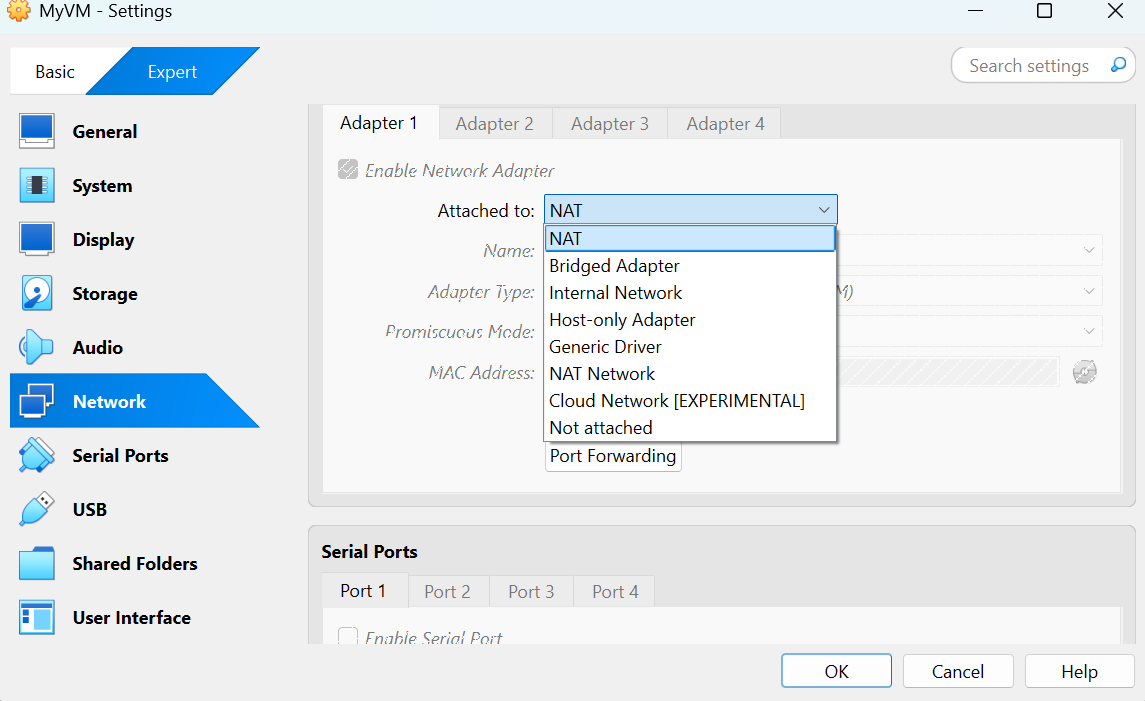 MyVM - Settings
Basic
Expert
Search settings
General
System
Display
Storage
Audio
Network
Serial Ports
USB
Shared Folders
User Interface
Adapter 1
Adapter 2
Adapter 3
Adapter 4
Enable Network Adapter
Attached to: NAT
NAT
Bridged Adapter
Internal Network
Host-only Adapter
Generic Driver
NAT Network
Cloud Network [EXPERIMENTAL]
Not attached
Name:
Adapter Type:
M)
Promiscuous Mode:
MAC Address:
Port Forwarding
Serial Ports
Port 1
Port 2
Port 3
Port 4
Enable Serial Port
OK
Cancel
Help